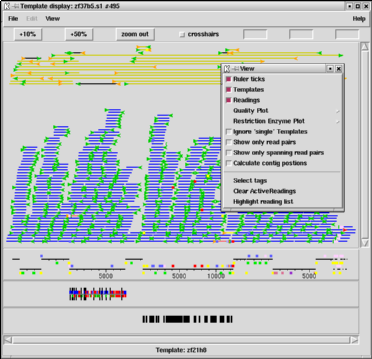 Template display: zf37b5.s1 #495
File Edit View Help
+10% +50% zoom out crosshairs
View
Ruler ticks
Templates
Readings
Quality Plot
Restriction Enzyme Plot
Ignore 'single' Templates
Show only read pairs
Show only spanning read pairs
Calculate contig postions
Select tags
Clear ActiveReadings
Highlight reading list
5000 5000 10000 5000
Template: zf21h8